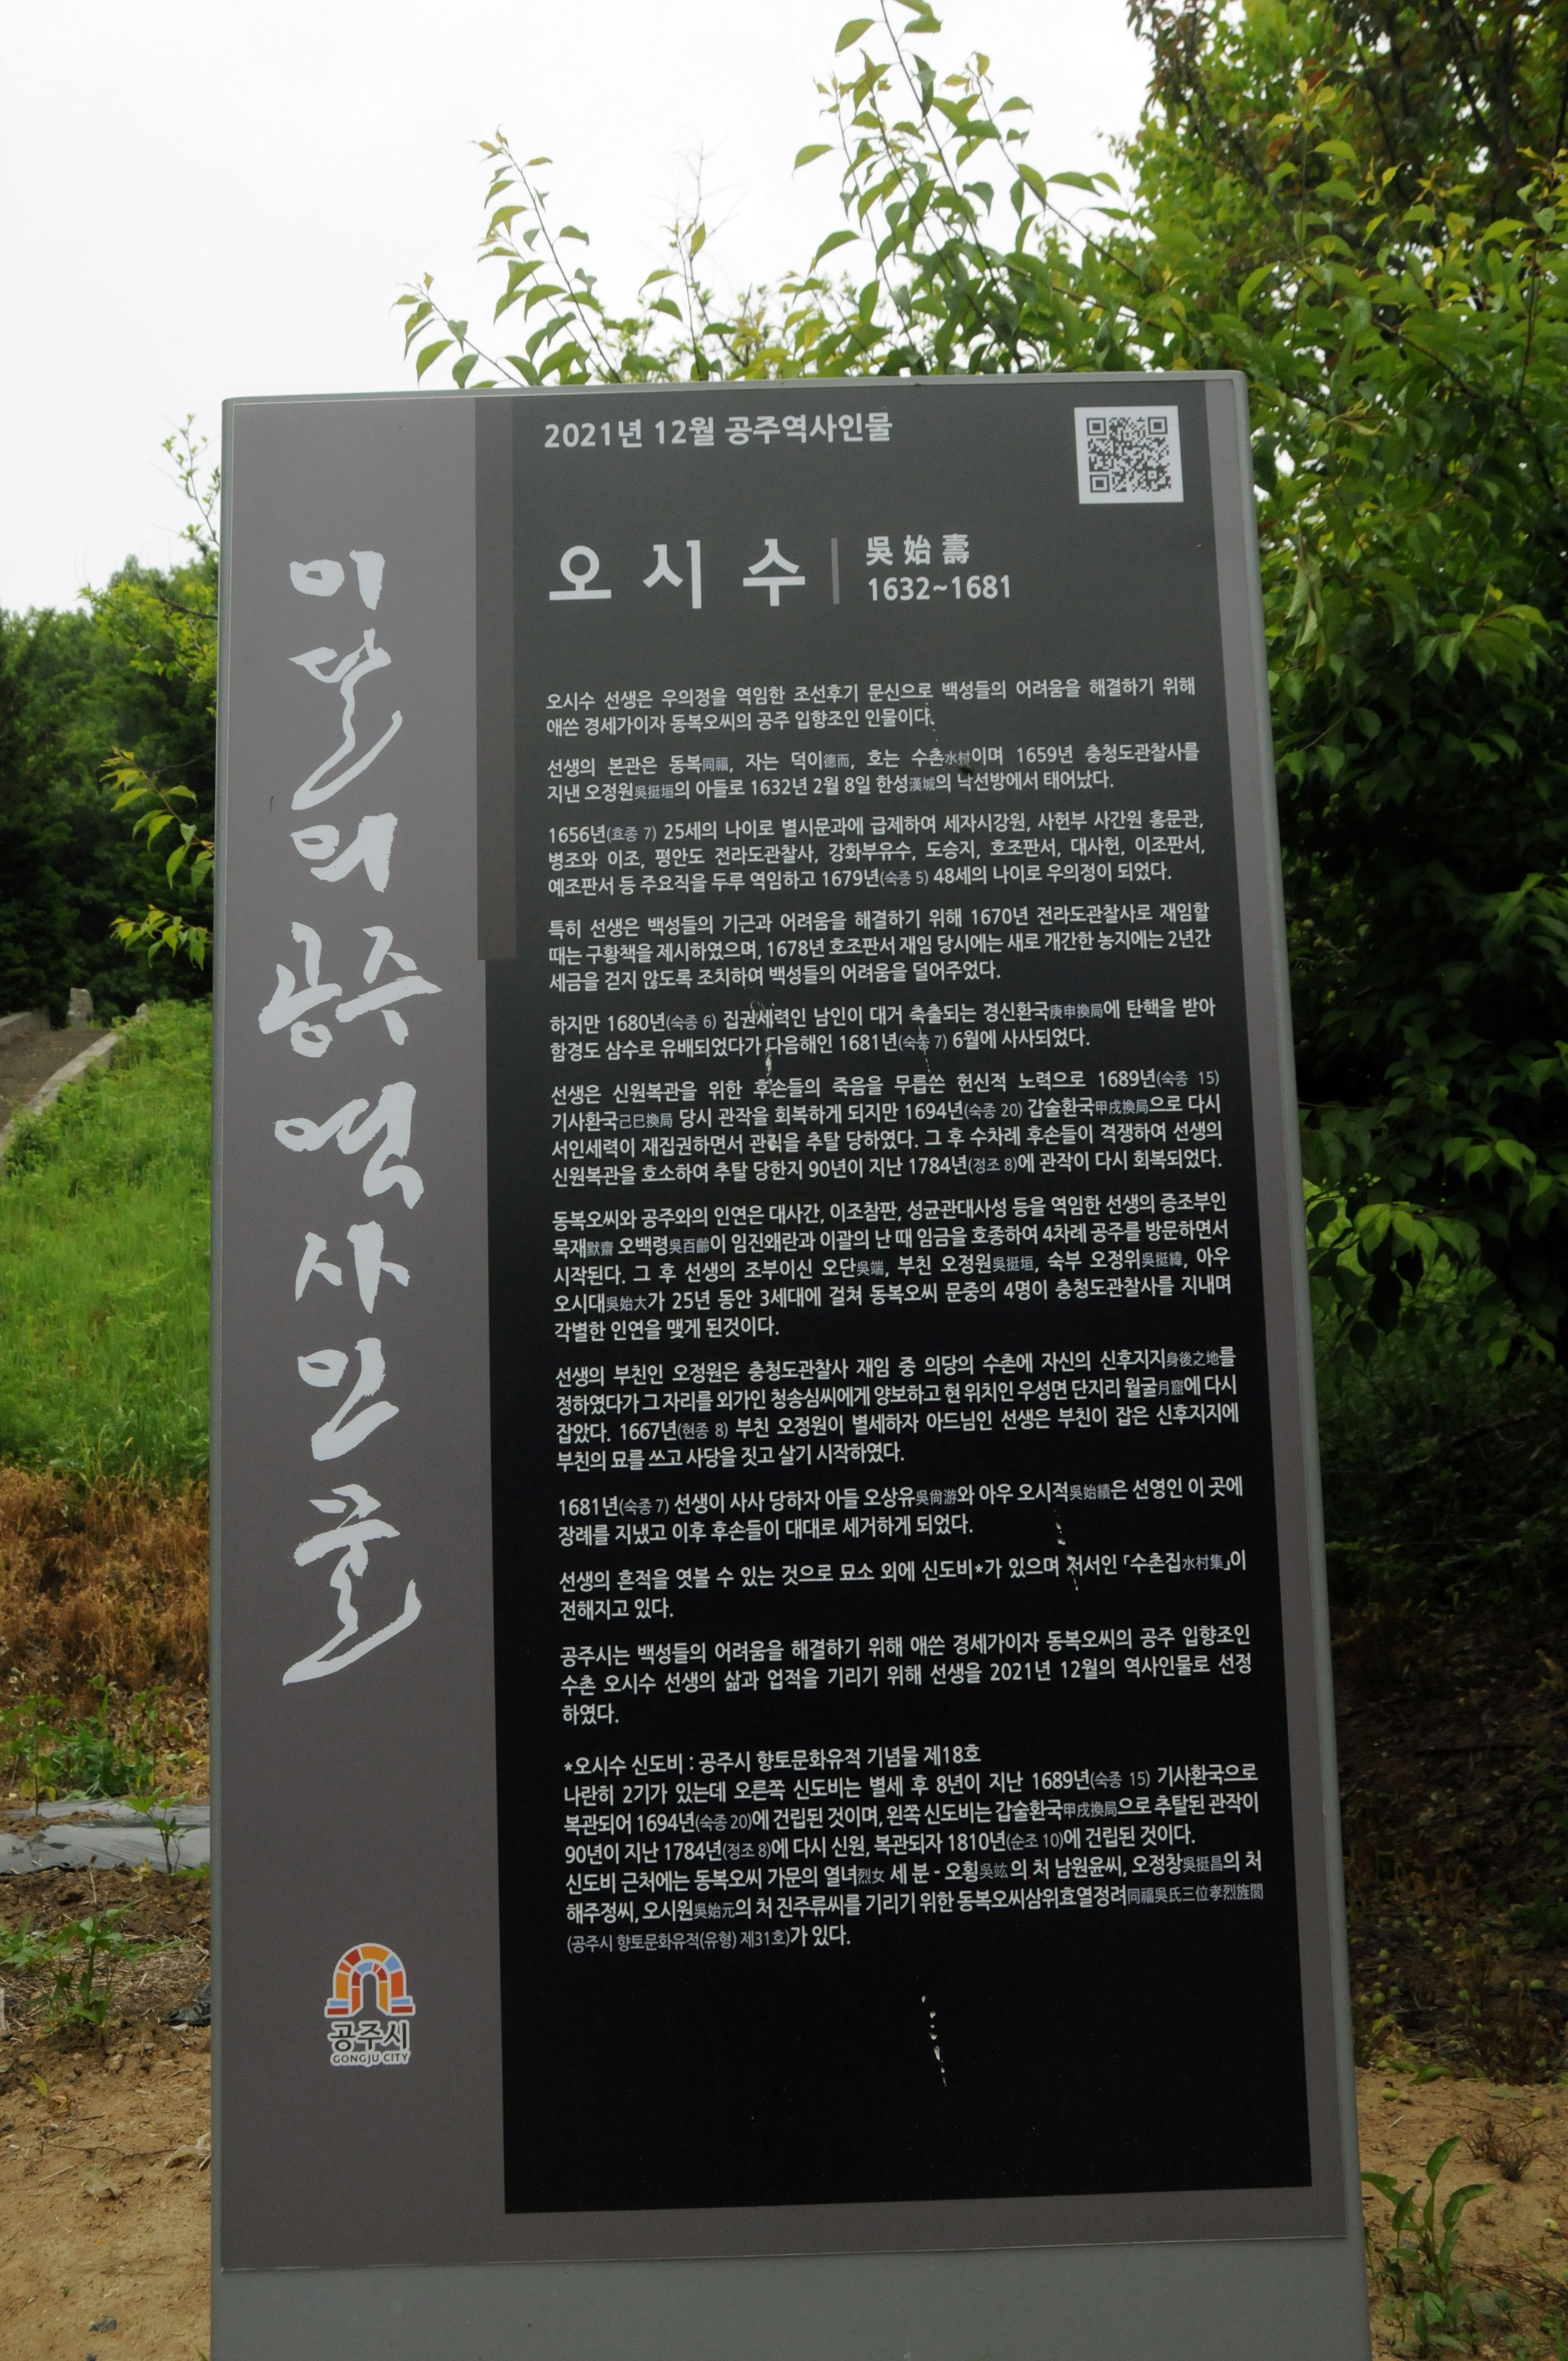 이달의 공주 역사인물
2021년 12월 공주역사인물
오시수
吳始壽
1632~1681
오시수 선생은 우의정을 역임한 조선후기 문신으로 백성들의 어려움을 해결하기 위해
애쓴 경세가이자 동복오씨의 공주 입향조인 인물이다.
선생의 본관은 동복同福, 자는 덕이德而, 호는 수촌水村이며 1659년 충청도관찰사를
지낸 오정원吳挺垣의 아들로 1632년 2월 8일 한성漢城의 낙선방에서 태어났다.
1656년(효종 7) 25세의 나이로 별시문과에 급제하여 세자시강원, 사헌부 사간원 홍문관,
병조와 이조, 평안도 전라도관찰사, 강화부유수, 도승지, 호조판서, 대사헌, 이조판서,
예조판서 등 주요직을 두루 역임하고 1679년(숙종 5) 48세의 나이로 우의정이 되었다.
특히 선생은 백성들의 기근과 어려움을 해결하기 위해 1670년 전라도관찰사로 재임할
때는 구황책을 제시하였으며, 1678년 호조판서 재임 당시에는 새로 개간한 농지에는 2년간
세금을 걷지 않도록 조치하여 백성들의 어려움을 덜어주었다.
하지만 1680년(숙종 6) 집권세력인 남인이 대거 축출되는 경신환국庚申換局에 탄핵을 받아
함경도 삼수로 유배되었다가 다음해인 1681년(숙종 7) 6월에 사사되었다.
선생은 신원복관을 위한 후손들의 죽음을 무릅쓴 헌신적 노력으로 1689년(숙종 15)
기사환국己巳換局 당시 관작을 회복하게 되지만 1694년(숙종 20) 갑술환국甲戌換局으로 다시
서인세력이 재집권하면서 관직을 추탈 당하였다. 그 후 수차례 후손들이 격쟁하여 선생의
신원복관을 호소하여 추탈 당한지 90년이 지난 1784년(정조 8)에 관작이 다시 회복되었다.
동복오씨와 공주와의 인연은 대사간, 이조참판, 성균관대사성 등을 역임한 선생의 증조부인
묵재默齋 오백령吳百齡이 임진왜란과 이괄의 난 때 임금을 호종하여 4차례 공주를 방문하면서
시작된다. 그 후 선생의 조부이신 오단吳端, 부친 오정원吳挺垣, 숙부 오정위吳挺緯, 아우
오시대吳始大가 25년 동안 3세대에 걸쳐 동복오씨 문중의 4명이 충청도관찰사를 지내며
각별한 인연을 맺게 된것이다.
선생의 부친인 오정원은 충청도관찰사 재임 중 의당의 수촌에 자신의 신후지지身後之地를
정하였다가 그 자리를 외가인 청송심씨에게 양보하고 현 위치인 우성면 단지리 월굴月窟에 다시
잡았다. 1667년(현종 8) 부친 오정원이 별세하자 아드님인 선생은 부친이 잡은 신후지지에
부친의 묘를 쓰고 사당을 짓고 살기 시작하였다.
1681년(숙종 7) 선생이 사사 당하자 아들 오상유吳尙游와 아우 오시적吳始績은 선영인 이 곳에
장례를 지냈고 이후 후손들이 대대로 세거하게 되었다.
선생의 흔적을 엿볼 수 있는 것으로 묘소 외에 신도비*가 있으며 저서인 「수촌집水村集」이
전해지고 있다.
공주시는 백성들의 어려움을 해결하기 위해 애쓴 경세가이자 동복오씨의 공주 입향조인
수촌 오시수 선생의 삶과 업적을 기리기 위해 선생을 2021년 12월의 역사인물로 선정
하였다.
*오시수 신도비 : 공주시 향토문화유적 기념물 제18호
나란히 2기가 있는데 오른쪽 신도비는 별세 후 8년이 지난 1689년(숙종 15) 기사환국으로
복관되어 1694년(숙종 20)에 건립된 것이며, 왼쪽 신도비는 갑술환국甲戌換局으로 추탈된 관작이
90년이 지난 1784년(정조 8)에 다시 신원, 복관되자 1810년(순조 10)에 건립된 것이다.
신도비 근처에는 동복오씨 가문의 열녀烈女 세 분 - 오횡吳竑의 처 남원윤씨, 오정창吳挺昌의 처
해주정씨, 오시원吳始元의 처 진주류씨를 기리기 위한 동복오씨삼위효열정려同福吳氏三位孝烈旌閭
(공주시 향토문화유적(유형) 제31호)가 있다.
공주시
GONGJU CITY